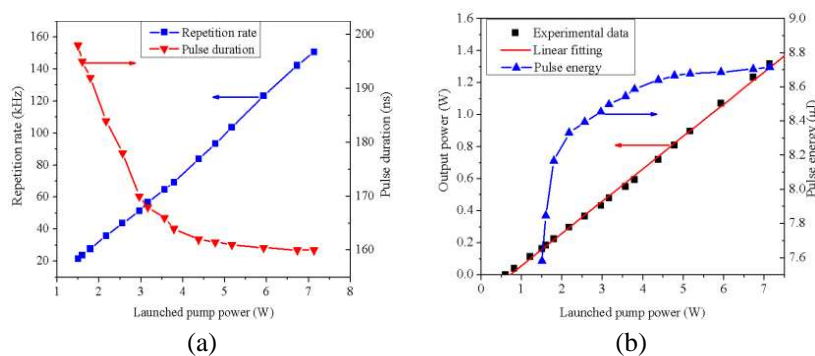 Repetition rate
Pulse duration
160
140
120
100
80
60
40
20
Repetition rate (kHz)
200
190
180
170
160
Pulse duration (ns)
1 2 3 4 5 6 7 8
Launched pump power (W)
(a)
Experimental data
Linear fitting
Pulse energy
1.6
1.4
1.2
1.0
0.8
0.6
0.4
0.2
0.0
Output power (W)
9.0
8.8
8.6
8.4
8.2
8.0
7.8
7.6
Pulse energy (μJ)
0 1 2 3 4 5 6 7
Launched pump power (W)
(b)